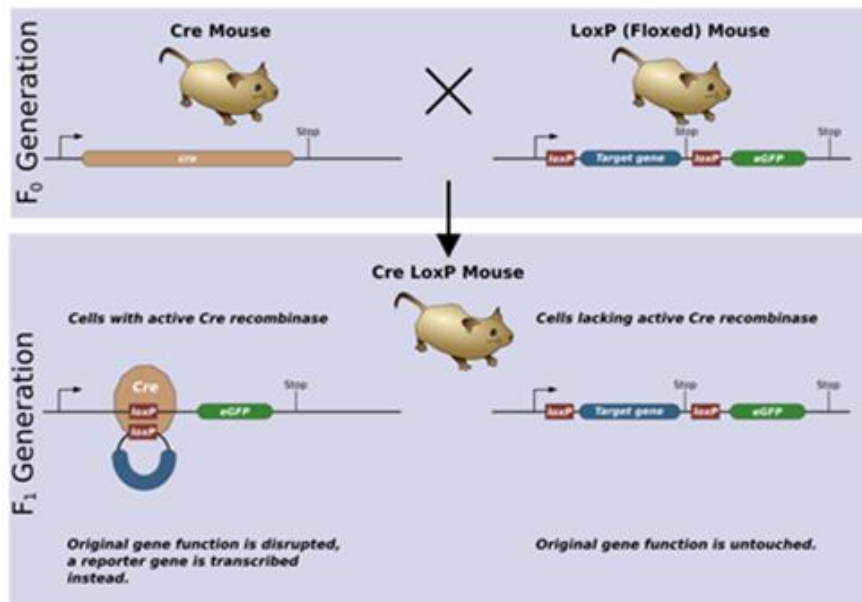 F0 Generation
Cre Mouse
LoxP (Floxed) Mouse
cre
Stop
loxP
Target gene
Stop
loxP
eGFP
Stop
F1 Generation
Cre LoxP Mouse
Cells with active Cre recombinase
Cells lacking active Cre recombinase
Cre
loxP
loxP
eGFP
Stop
loxP
Target gene
Stop
loxP
eGFP
Stop
Original gene function is disrupted,
a reporter gene is transcribed
instead.
Original gene function is untouched.